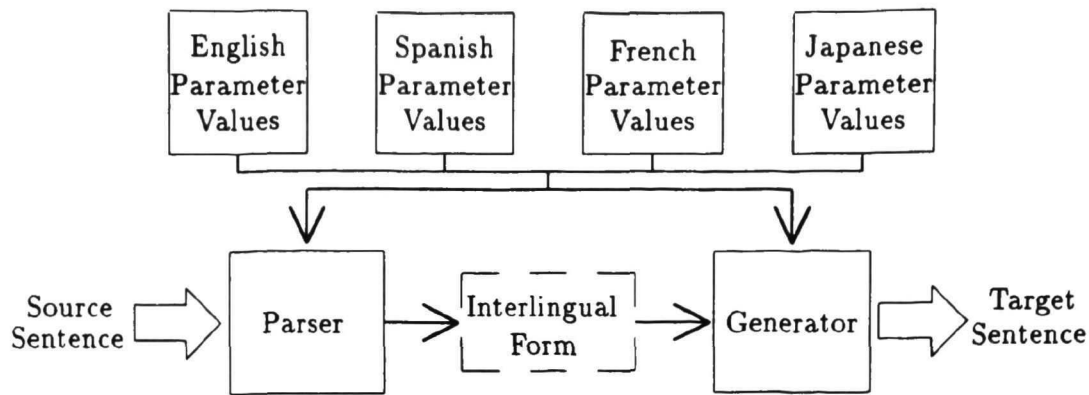 English
Parameter
Values
Spanish
Parameter
Values
French
Parameter
Values
Japanese
Parameter
Values
Source
Sentence
Parser
Interlingual
Form
Generator
Target
Sentence